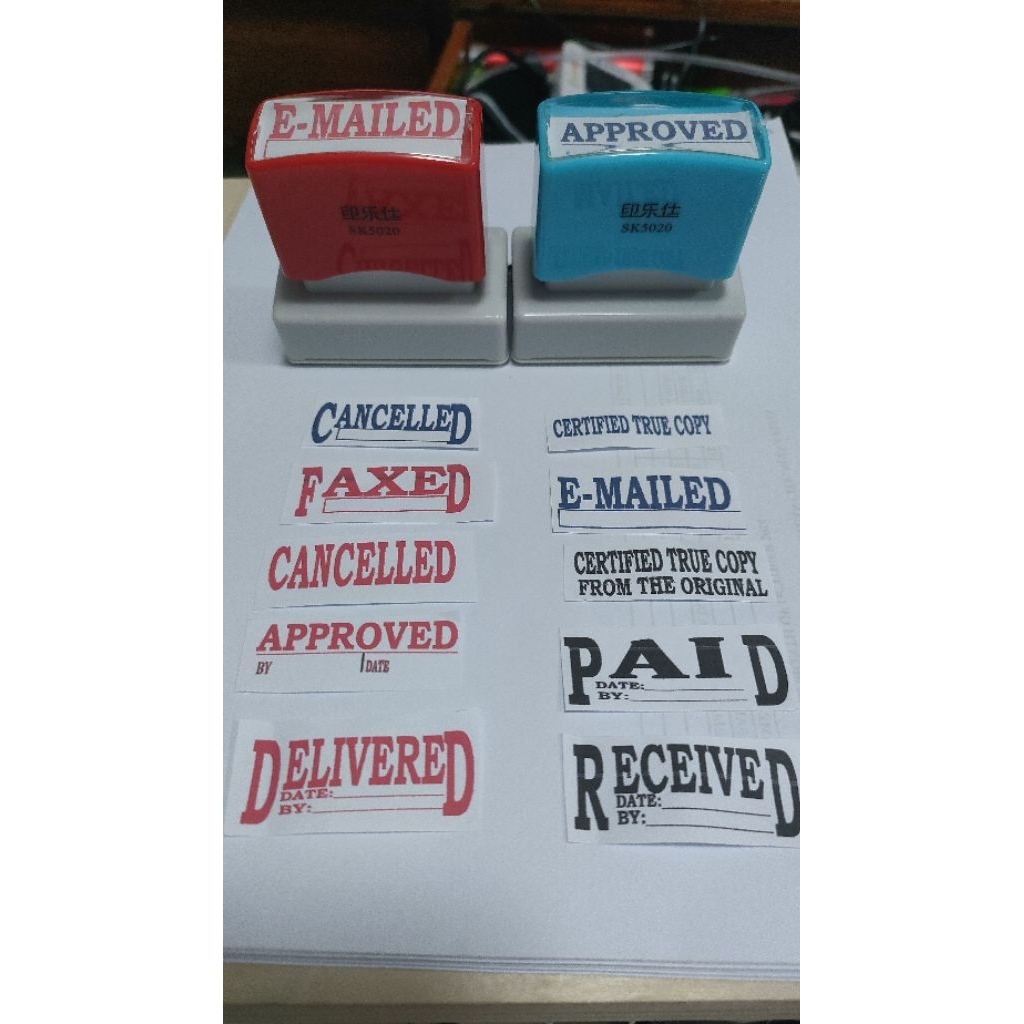 E-MAILED
印乐仕
SK5020
APPROVED
印乐仕
SK5020
CANCELLED
FAXED
CANCELLED
APPROVED
BY DATE
DELIVERED
DATE:
BY:
CERTIFIED TRUE COPY
E-MAILED
CERTIFIED TRUE COPY
FROM THE ORIGINAL
PAID
DATE:
BY:
RECEIVED
DATE:
BY: